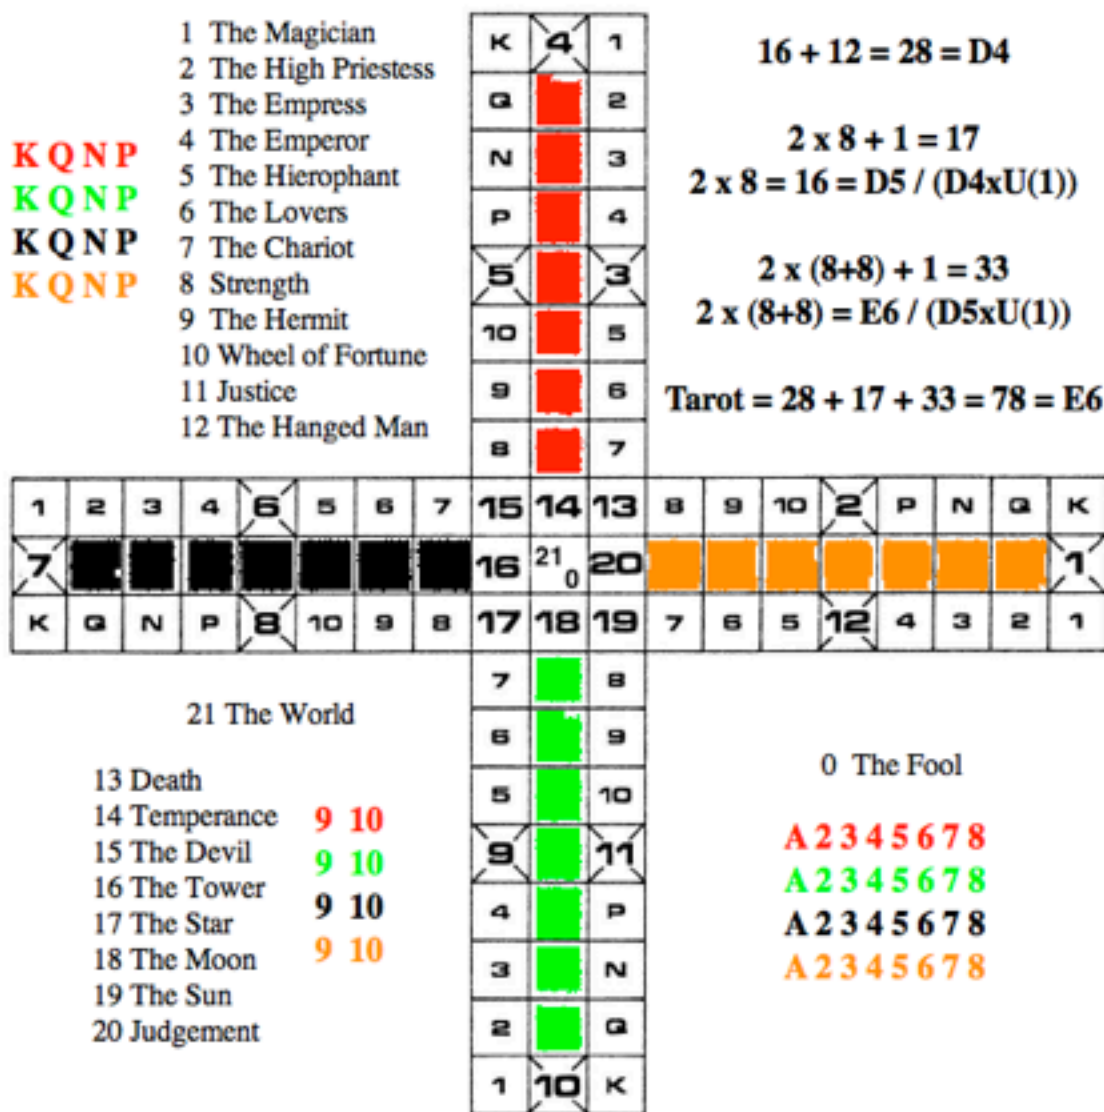 1 The Magician
2 The High Priestess
3 The Empress
4 The Emperor
5 The Hierophant
6 The Lovers
7 The Chariot
8 Strength
9 The Hermit
10 Wheel of Fortune
11 Justice
12 The Hanged Man
K Q N P
K Q N P
K Q N P
K Q N P
16 + 12 = 28 = D4
2 x 8 + 1 = 17
2 x 8 = 16 = D5 / (D4xU(1))
2 x (8+8) + 1 = 33
2 x (8+8) = E6 / (D5xU(1))
Tarot = 28 + 17 + 33 = 78 = E6
K 4 1
Q 2
N 3
P 4
5 3
10 5
9 6
8 7
1 2 3 4 6 5 6 7 15 14 13 8 9 10 2 P N Q K
7 16 21 0 20 1
K Q N P 8 10 9 8 17 18 19 7 6 5 12 4 3 2 1
7 8
6 9
5 10
9 11
4 P
3 N
2 Q
1 10 K
21 The World
13 Death
14 Temperance
15 The Devil
16 The Tower
17 The Star
18 The Moon
19 The Sun
20 Judgement
9 10
9 10
9 10
9 10
0 The Fool
A 2 3 4 5 6 7 8
A 2 3 4 5 6 7 8
A 2 3 4 5 6 7 8
A 2 3 4 5 6 7 8